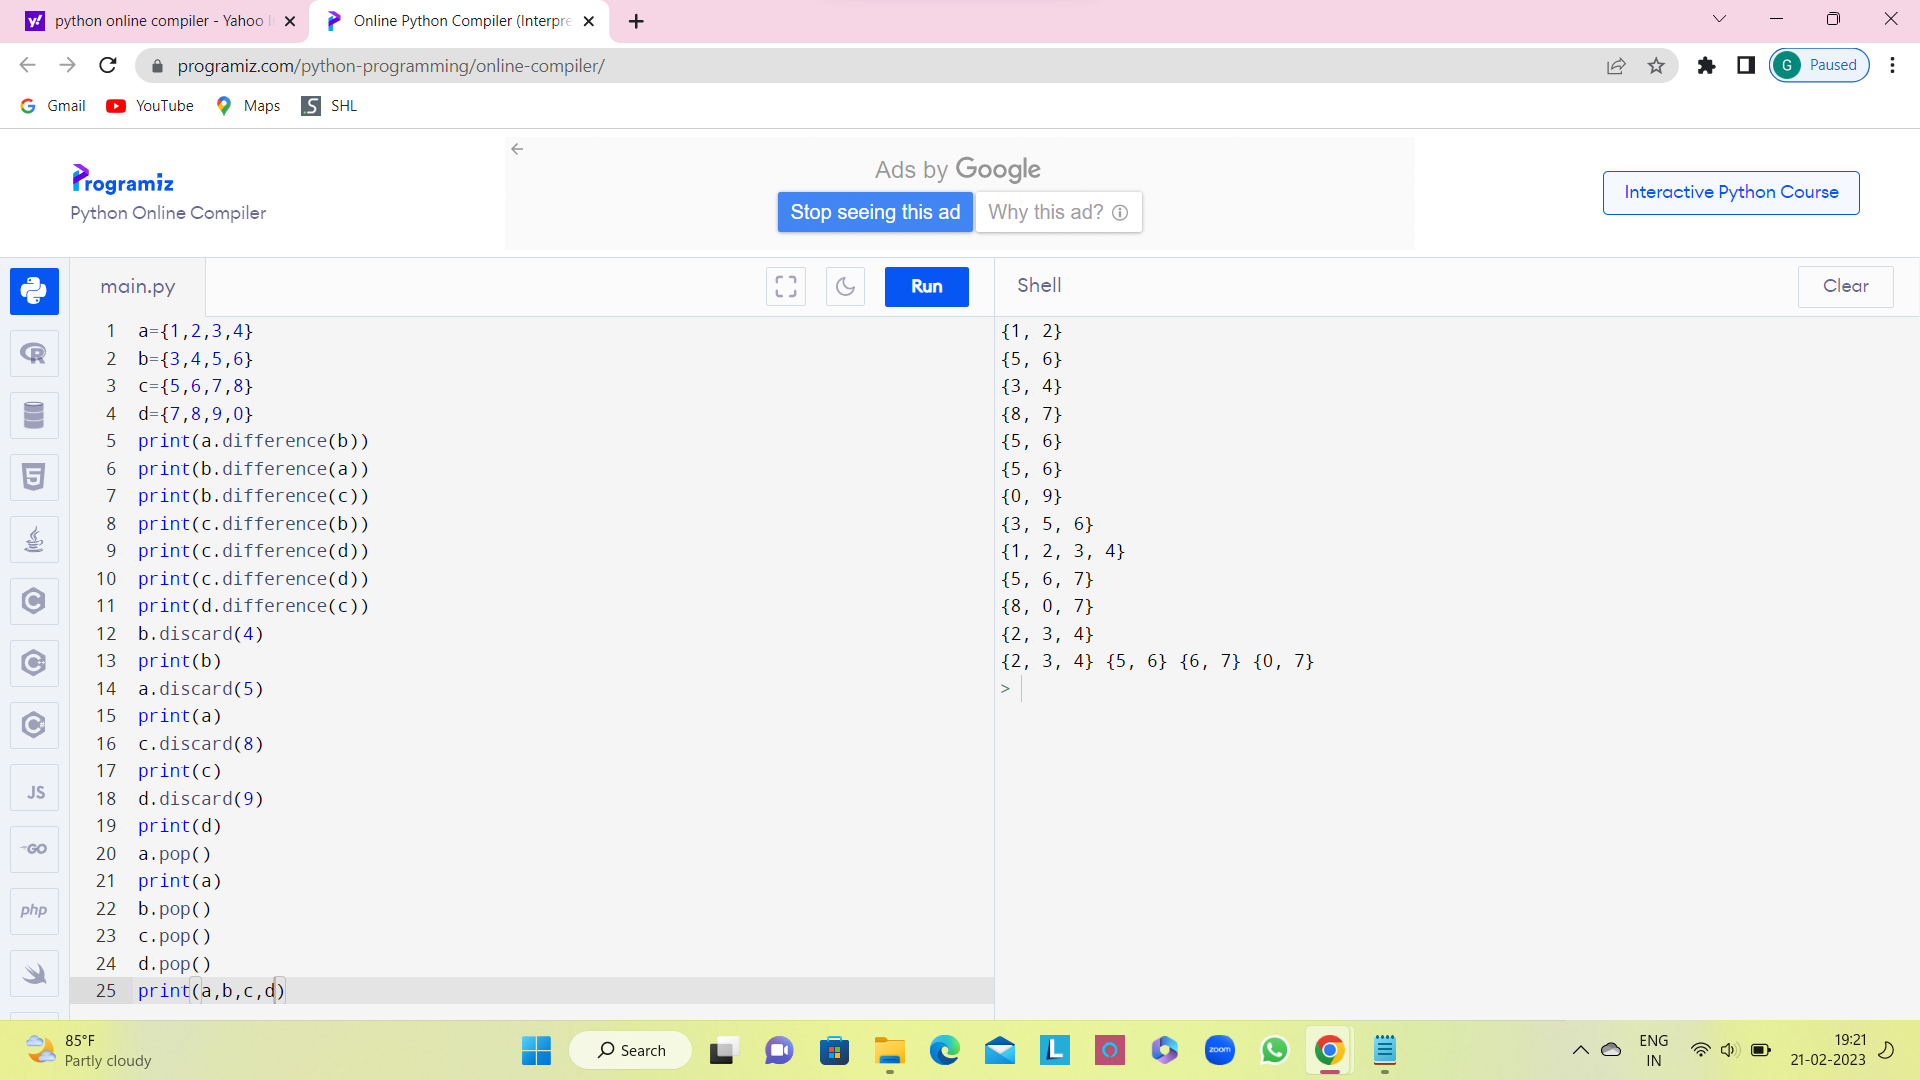 python online compiler - Yahoo
Online Python Compiler (Interpre
programiz.com/python-programming/online-compiler/
G Paused
Gmail YouTube Maps SHL
Ads by Google
Stop seeing this ad Why this ad?
Programiz
Python Online Compiler
Interactive Python Course
main.py
Run
Shell
Clear
1 a={1,2,3,4}
2 b={3,4,5,6}
3 c={5,6,7,8}
4 d={7,8,9,0}
5 print(a.difference(b))
6 print(b.difference(a))
7 print(b.difference(c))
8 print(c.difference(b))
9 print(c.difference(d))
10 print(c.difference(d))
11 print(d.difference(c))
12 b.discard(4)
13 print(b)
14 a.discard(5)
15 print(a)
16 c.discard(8)
17 print(c)
18 d.discard(9)
19 print(d)
20 a.pop()
21 print(a)
22 b.pop()
23 c.pop()
24 d.pop()
25 print(a,b,c,d)
{1, 2}
{5, 6}
{3, 4}
{8, 7}
{5, 6}
{5, 6}
{0, 9}
{3, 5, 6}
{1, 2, 3, 4}
{5, 6, 7}
{8, 0, 7}
{2, 3, 4}
{2, 3, 4} {5, 6} {6, 7} {0, 7}
>
JS
GO
php
85°F
Partly cloudy
Search
zoom
ENG
IN
19:21
21-02-2023